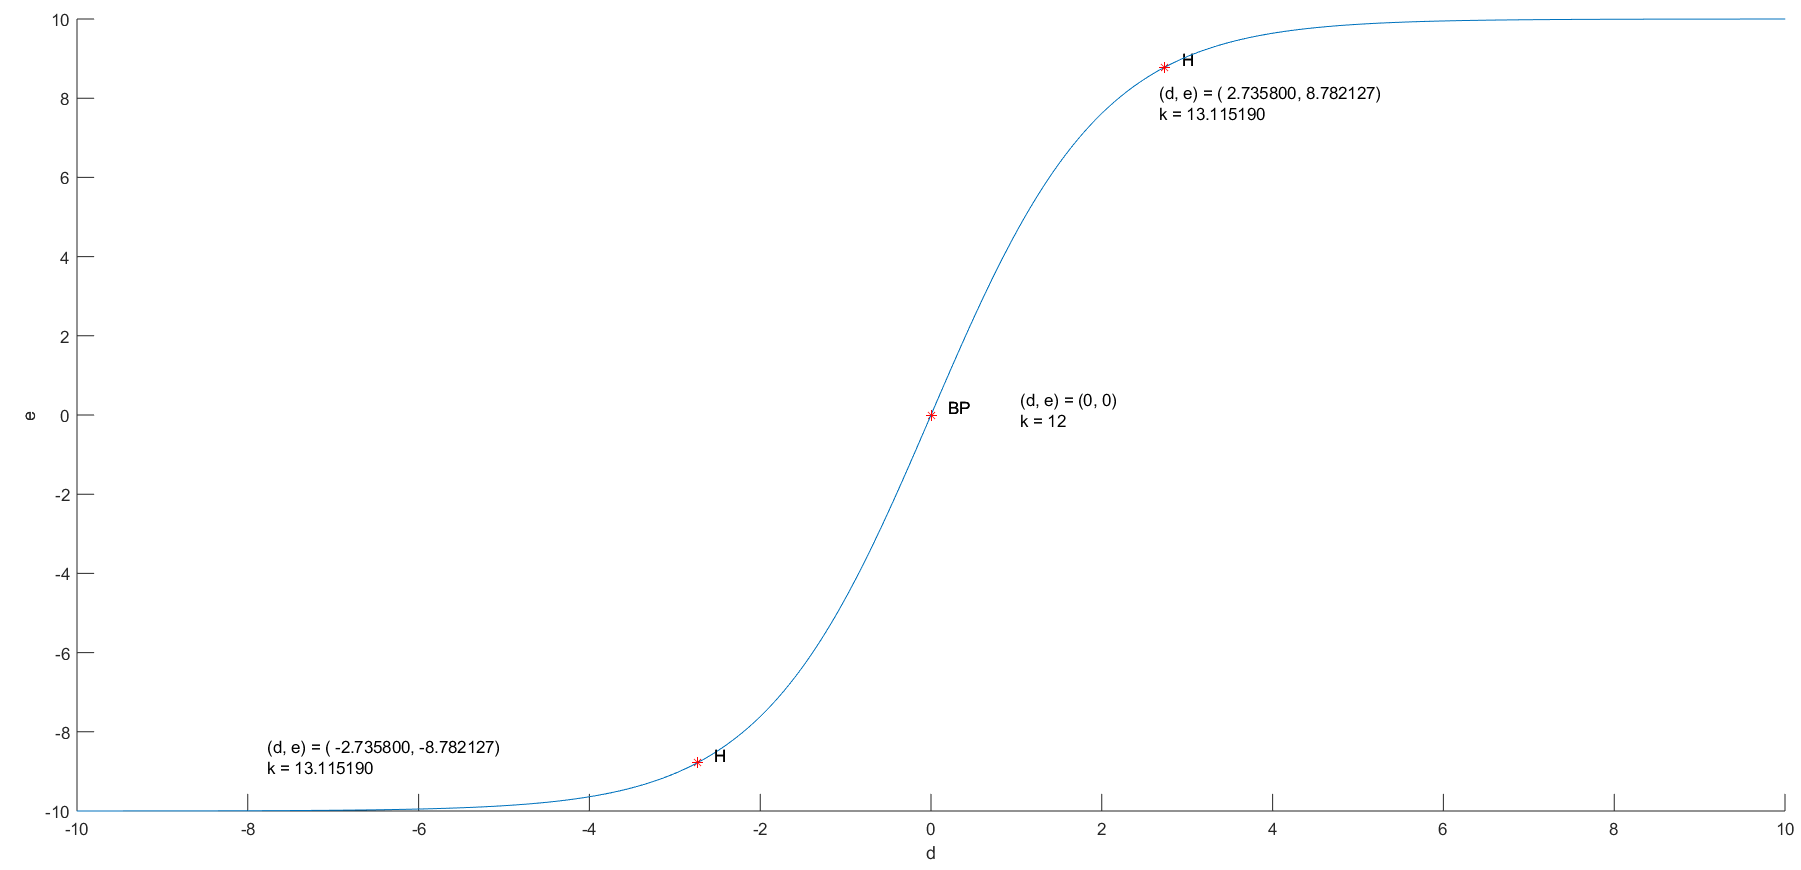 10
8
6
4
2
0
-2
-4
-6
-8
-10
e
H
(d, e) = ( 2.735800, 8.782127)
k = 13.115190
BP
(d, e) = (0, 0)
k = 12
(d, e) = ( -2.735800, -8.782127)
k = 13.115190
H
-10 -8 -6 -4 -2 0 2 4 6 8 10
d